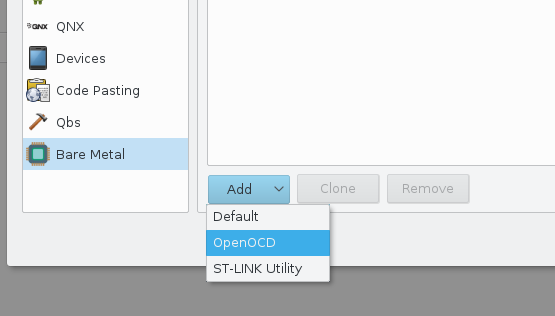 QNX QNX
Devices
Code Pasting
Qbs
Bare Metal
Add Clone Remove
Default
OpenOCD
ST-LINK Utility